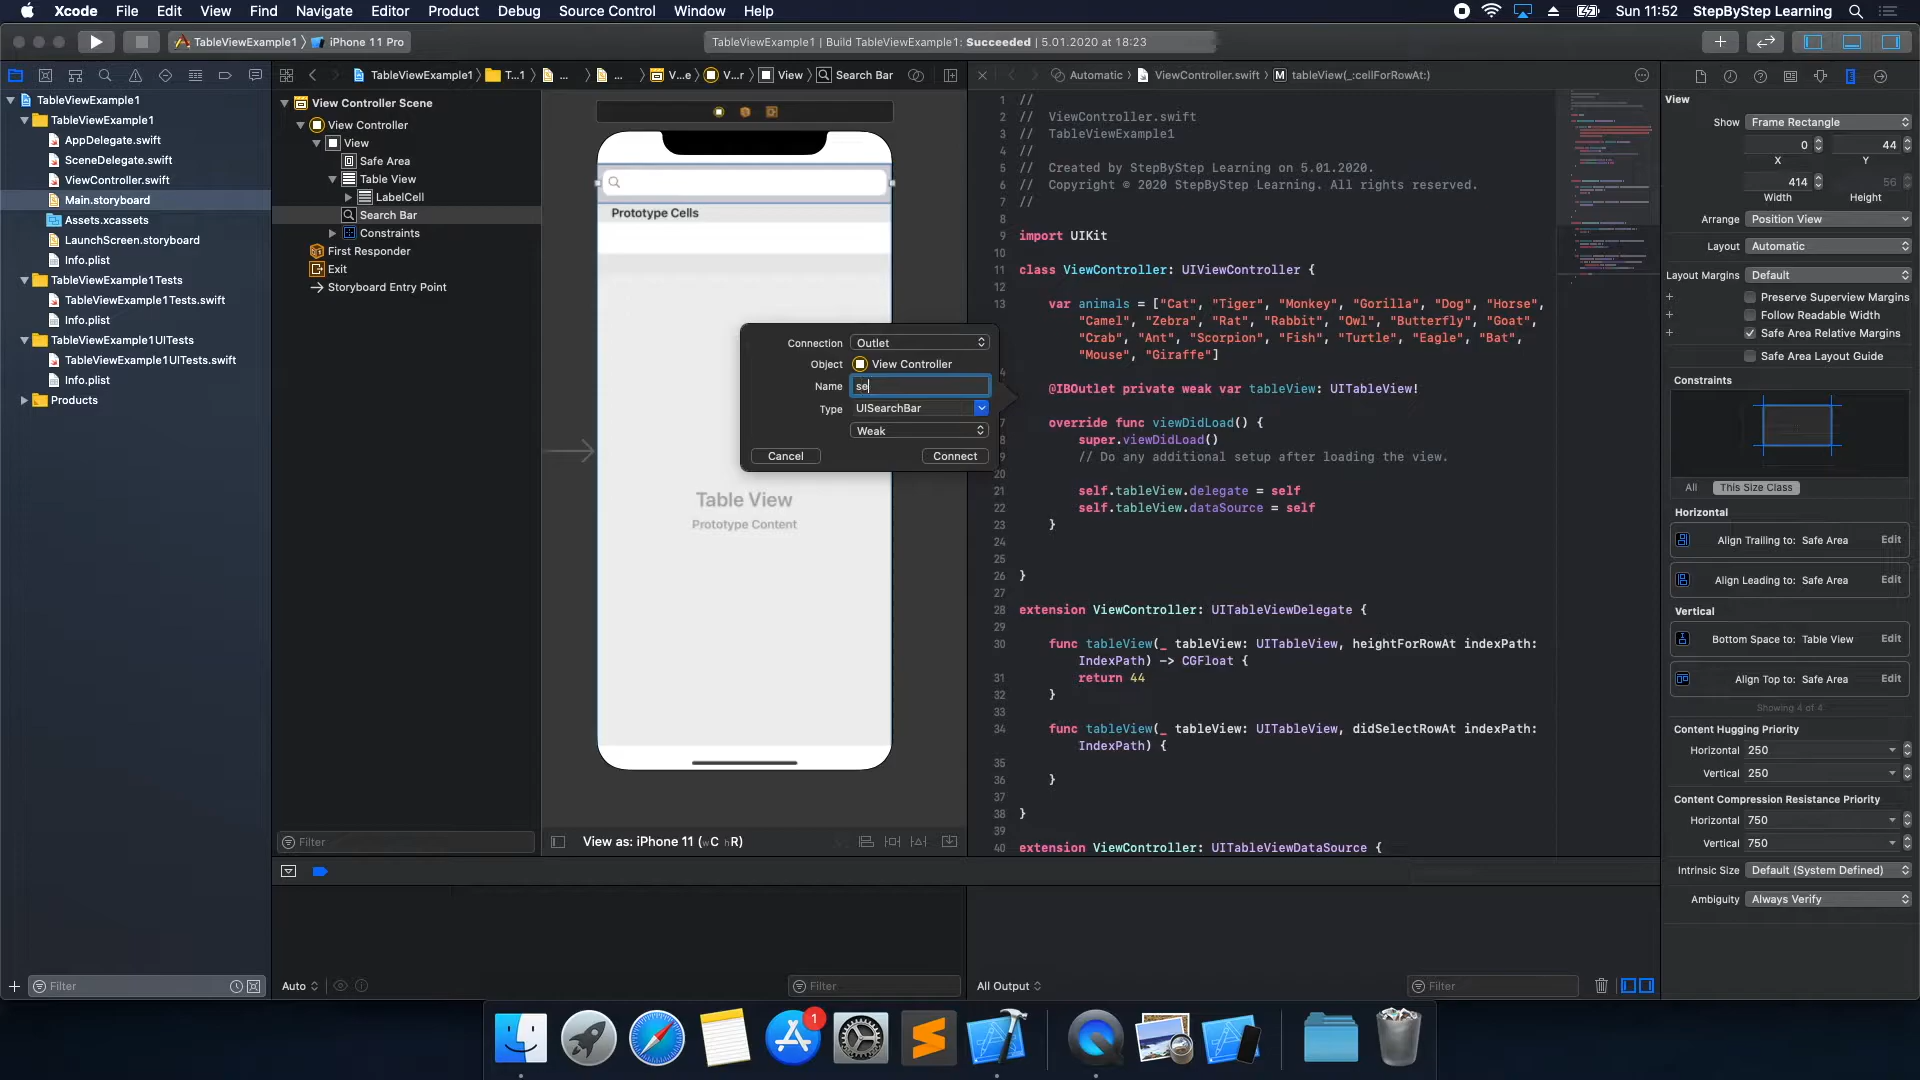 Xcode File Edit View Find Navigate Editor Product Debug Source Control Window Help
Sun 11:52 StepByStep Learning
TableViewExample1 iPhone 11 Pro
TableViewExample1 | Build TableViewExample1: Succeeded | 5.01.2020 at 18:23
TableViewExample1 T...1 ... ... V...e V...r View Search Bar
Automatic ViewController.swift M tableView(_:cellForRowAt:)
TableViewExample1
TableViewExample1
AppDelegate.swift
SceneDelegate.swift
ViewController.swift
Main.storyboard
Assets.xcassets
LaunchScreen.storyboard
Info.plist
TableViewExample1Tests
TableViewExample1Tests.swift
Info.plist
TableViewExample1UITests
TableViewExample1UITests.swift
Info.plist
Products
Filter
View Controller Scene
View Controller
View
Safe Area
Table View
LabelCell
Search Bar
Constraints
First Responder
Exit
Storyboard Entry Point
Filter
Prototype Cells
Table View
Prototype Content
View as: iPhone 11 (wC hR)
Connection Outlet
Object View Controller
Name se
Type UISearchBar
Weak
Cancel Connect
1 //
2 // ViewController.swift
3 // TableViewExample1
4 //
5 // Created by StepByStep Learning on 5.01.2020.
6 // Copyright © 2020 StepByStep Learning. All rights reserved.
7 //
8
9 import UIKit
10
11 class ViewController: UIViewController {
12
13 var animals = ["Cat", "Tiger", "Monkey", "Gorilla", "Dog", "Horse",
"Camel", "Zebra", "Rat", "Rabbit", "Owl", "Butterfly", "Goat",
"Crab", "Ant", "Scorpion", "Fish", "Turtle", "Eagle", "Bat",
"Mouse", "Giraffe"]
4
@IBOutlet private weak var tableView: UITableView!
7 override func viewDidLoad() {
8 super.viewDidLoad()
9 // Do any additional setup after loading the view.
20
21 self.tableView.delegate = self
22 self.tableView.dataSource = self
23 }
24
25
26 }
27
28 extension ViewController: UITableViewDelegate {
29
30 func tableView(_ tableView: UITableView, heightForRowAt indexPath:
IndexPath) -> CGFloat {
31 return 44
32 }
33
34 func tableView(_ tableView: UITableView, didSelectRowAt indexPath:
IndexPath) {
35
36 }
37
38 }
39
40 extension ViewController: UITableViewDataSource {
View
Show Frame Rectangle
0 44
X Y
414 56
Width Height
Arrange Position View
Layout Automatic
Layout Margins Default
Preserve Superview Margins
Follow Readable Width
Safe Area Relative Margins
Safe Area Layout Guide
Constraints
All This Size Class
Horizontal
Align Trailing to: Safe Area Edit
Align Leading to: Safe Area Edit
Vertical
Bottom Space to: Table View Edit
Align Top to: Safe Area Edit
Showing 4 of 4
Content Hugging Priority
Horizontal 250
Vertical 250
Content Compression Resistance Priority
Horizontal 750
Vertical 750
Intrinsic Size Default (System Defined)
Ambiguity Always Verify
Auto
Filter
All Output
Filter
1